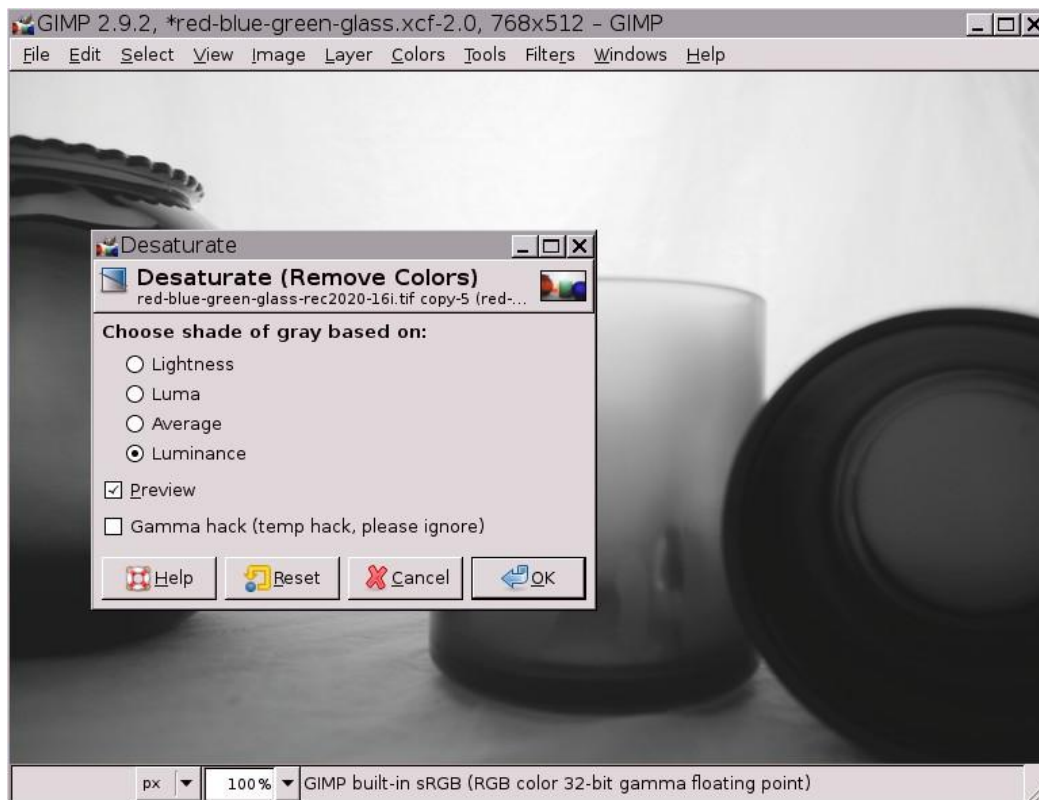 GIMP 2.9.2, *red-blue-green-glass.xcf-2.0, 768x512 – GIMP
File Edit Select View Image Layer Colors Tools Filters Windows Help
Desaturate
Desaturate (Remove Colors)
red-blue-green-glass-rec2020-16i.tif copy-5 (red-...
Choose shade of gray based on:
Lightness
Luma
Average
Luminance
Preview
Gamma hack (temp hack, please ignore)
Help Reset Cancel OK
px 100% GIMP built-in sRGB (RGB color 32-bit gamma floating point)